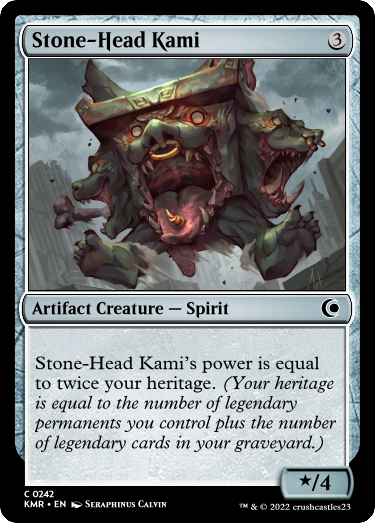 Stone-Head Kami 3
Artifact Creature — Spirit
Stone-Head Kami's power is equal
to twice your heritage. (Your heritage
is equal to the number of legendary
permanents you control plus the number
of legendary cards in your graveyard.)
★/4
C 0242
KMR • EN Seraphinus Calvin
™ & © 2022 crushcastles23